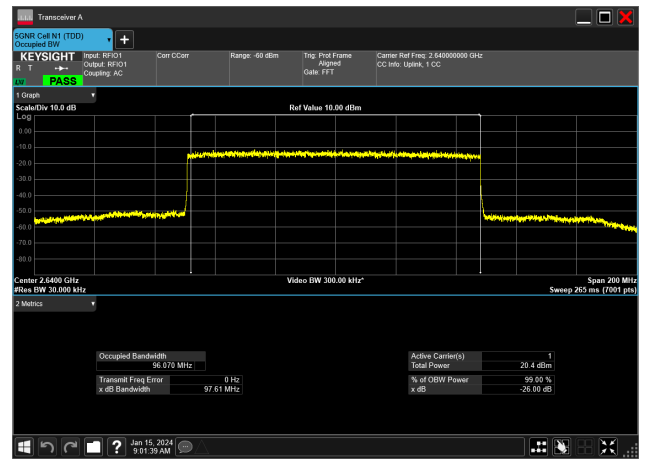 Transceiver A
5GNR Cell N1 (TDD)
Occupied BW
KEYSIGHT
R T
LW PASS
Input: RFIO1
Output: RFIO1
Coupling: AC
Corr CCorr
Range: -60 dBm
Trig: Prot Frame
Aligned
Gate: FFT
Carrier Ref Freq: 2.640000000 GHz
CC Info: Uplink, 1 CC
1 Graph
Scale/Div 10.0 dB
Ref Value 10.00 dBm
Log
0.00
-10.0
-20.0
-30.0
-40.0
-50.0
-60.0
-70.0
-80.0
Center 2.6400 GHz
Video BW 300.00 kHz*
Span 200 MHz
#Res BW 30.000 kHz
Sweep 265 ms (7001 pts)
2 Metrics
Occupied Bandwidth
96.070 MHz
Transmit Freq Error 0 Hz
x dB Bandwidth 97.61 MHz
Active Carrier(s) 1
Total Power 20.4 dBm
% of OBW Power 99.00 %
x dB -26.00 dB
Jan 15, 2024
9:01:39 AM